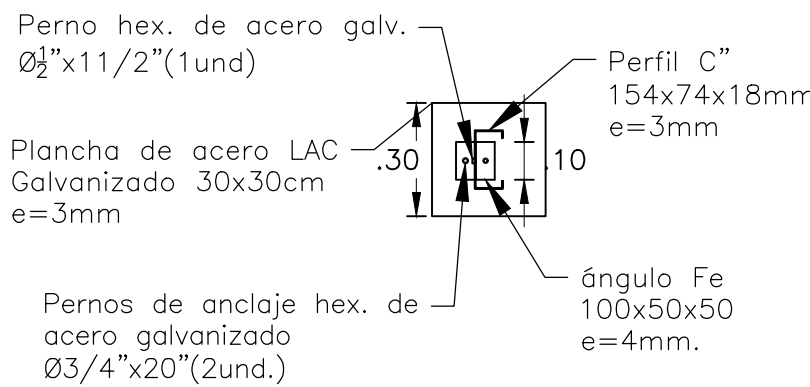 Perno hex. de acero galv.
Ø½"x11/2"(1und)
Perfil C"
154x74x18mm
e=3mm
Plancha de acero LAC
Galvanizado 30x30cm
e=3mm
.30
.10
Pernos de anclaje hex. de
acero galvanizado
Ø3/4"x20"(2und.)
ángulo Fe
100x50x50
e=4mm.